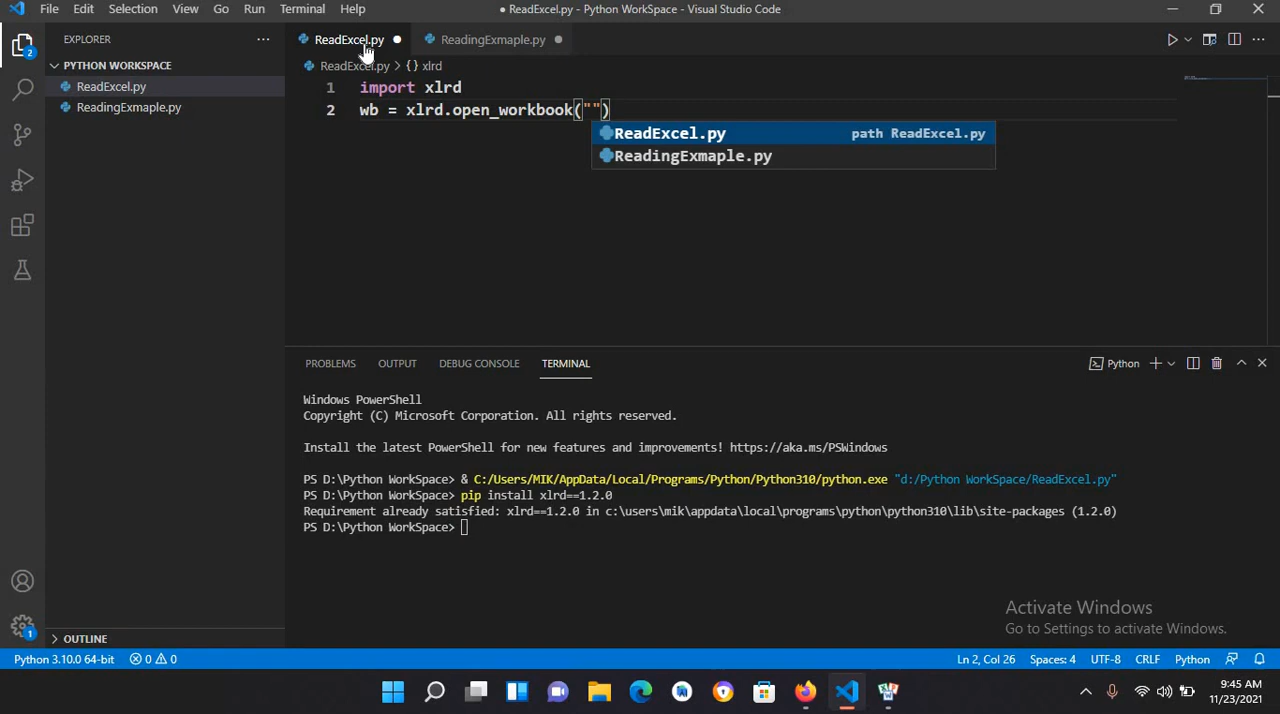 File Edit Selection View Go Run Terminal Help
● ReadExcel.py - Python WorkSpace - Visual Studio Code
EXPLORER
ReadExcel.py
ReadingExmaple.py
PYTHON WORKSPACE
ReadExcel.py > {} xlrd
ReadExcel.py
1 import xlrd
ReadingExmaple.py
2 wb = xlrd.open_workbook("")
ReadExcel.py path ReadExcel.py
ReadingExmaple.py
PROBLEMS OUTPUT DEBUG CONSOLE TERMINAL
Python
Windows PowerShell
Copyright (C) Microsoft Corporation. All rights reserved.
Install the latest PowerShell for new features and improvements! https://aka.ms/PSWindows
PS D:\Python WorkSpace> & C:/Users/MIK/AppData/Local/Programs/Python/Python310/python.exe "d:/Python WorkSpace/ReadExcel.py"
PS D:\Python WorkSpace> pip install xlrd==1.2.0
Requirement already satisfied: xlrd==1.2.0 in c:\users\mik\appdata\local\programs\python\python310\lib\site-packages (1.2.0)
PS D:\Python WorkSpace>
2
1
Activate Windows
Go to Settings to activate Windows.
OUTLINE
Python 3.10.0 64-bit 0 0 Ln 2, Col 26 Spaces: 4 UTF-8 CRLF Python
9:45 AM
11/23/2021